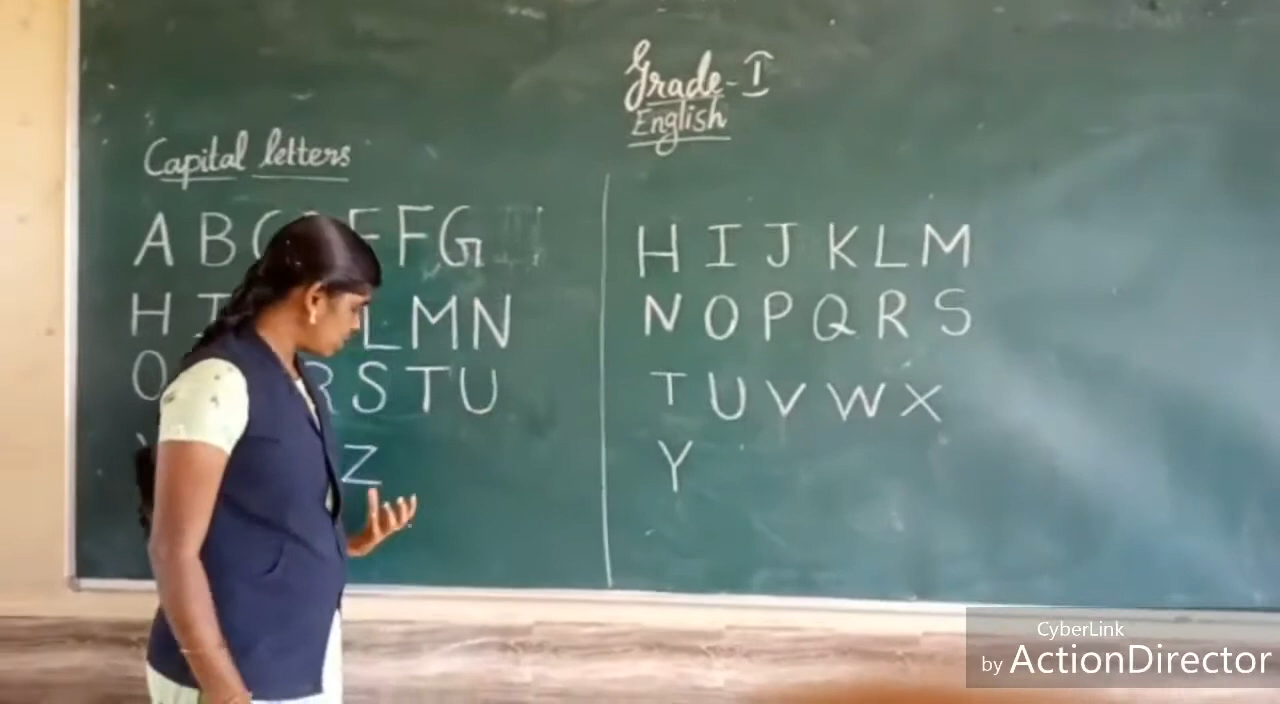 Grade-I
English
Capital letters
A B C F G
H I L M N
O R S T U
Z
H I J K L M
N O P Q R S
T U V W X
Y
CyberLink
by ActionDirector